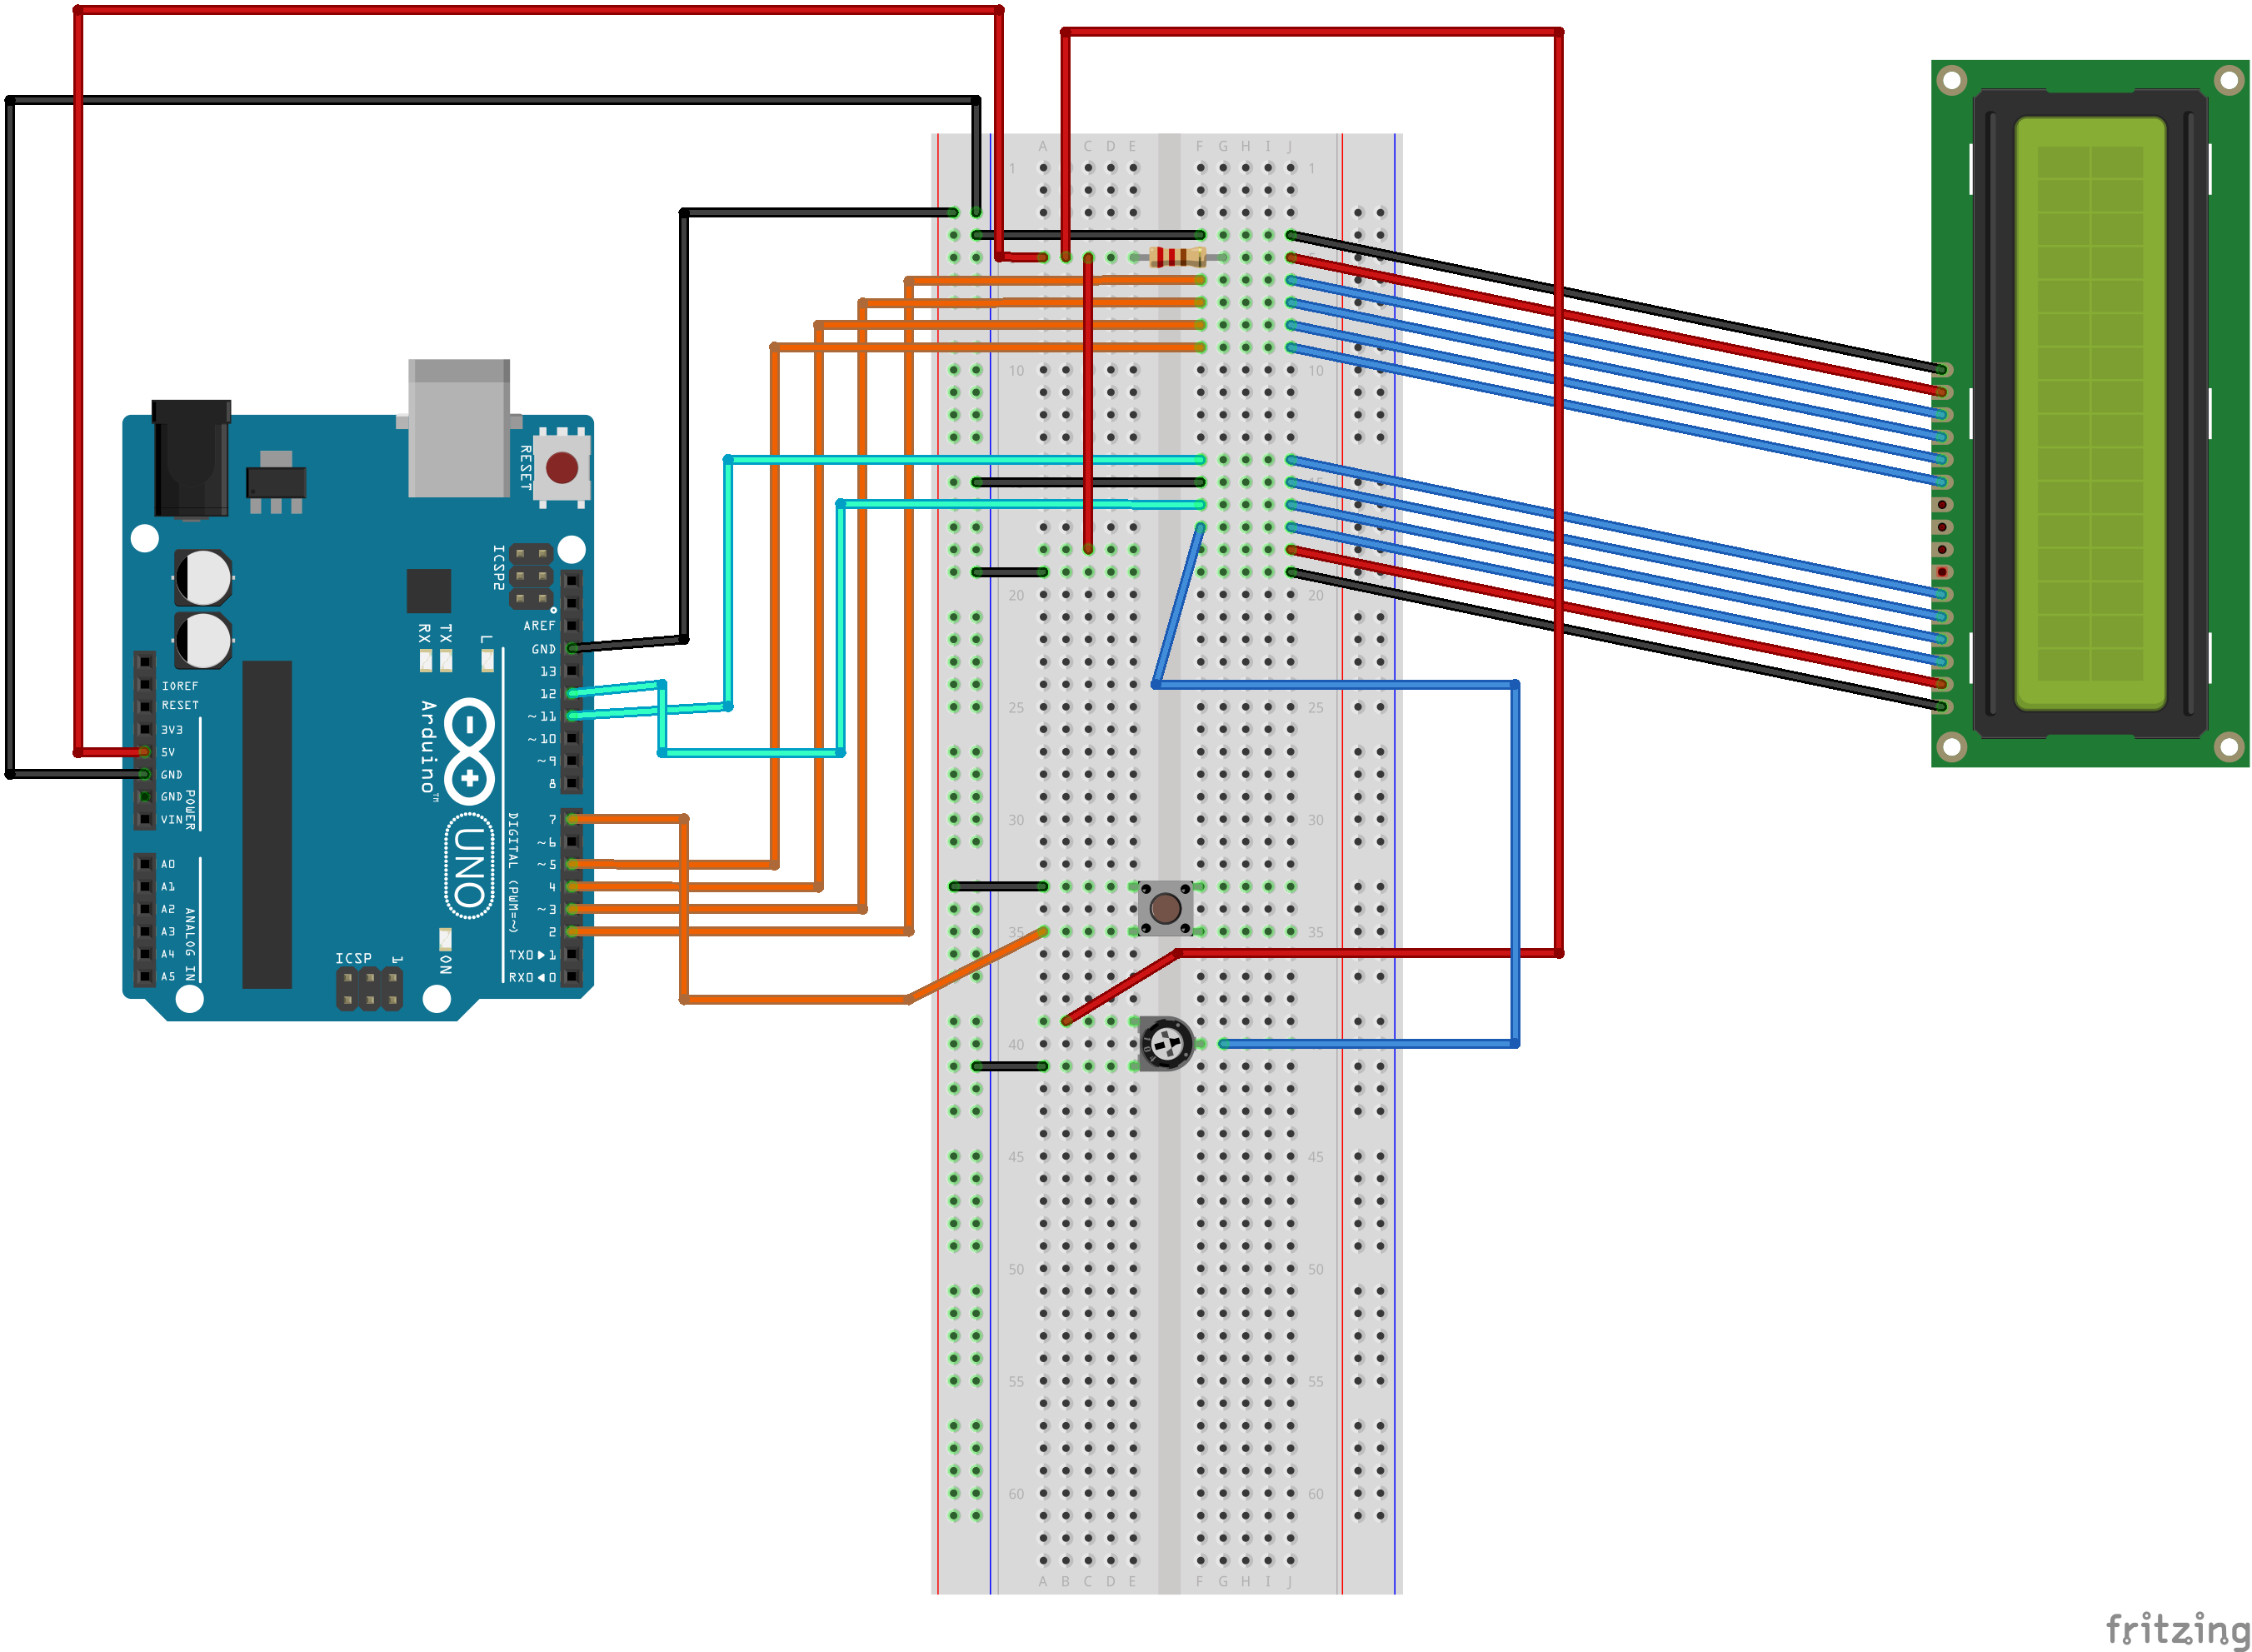 A C D E F G H I J
1 1
10 10
15
20 20
25 25
30 30
35 35
40
45 45
50 50
55 55
60 60
A B C D E F G H I J
RESET
ICSP2
AREF
GND
13
12
~11
~10
~9
8
7
~6
~5
4
~3
2
TX0▶1
RX0◀0
DIGITAL (PWM=~)
RX
TX
L
Arduino™
UNO
ON
ICSP
1
IOREF
RESET
3V3
5V
GND
GND
VIN
POWER
A0
A1
A2
A3
A4
A5
ANALOG IN
fritzing